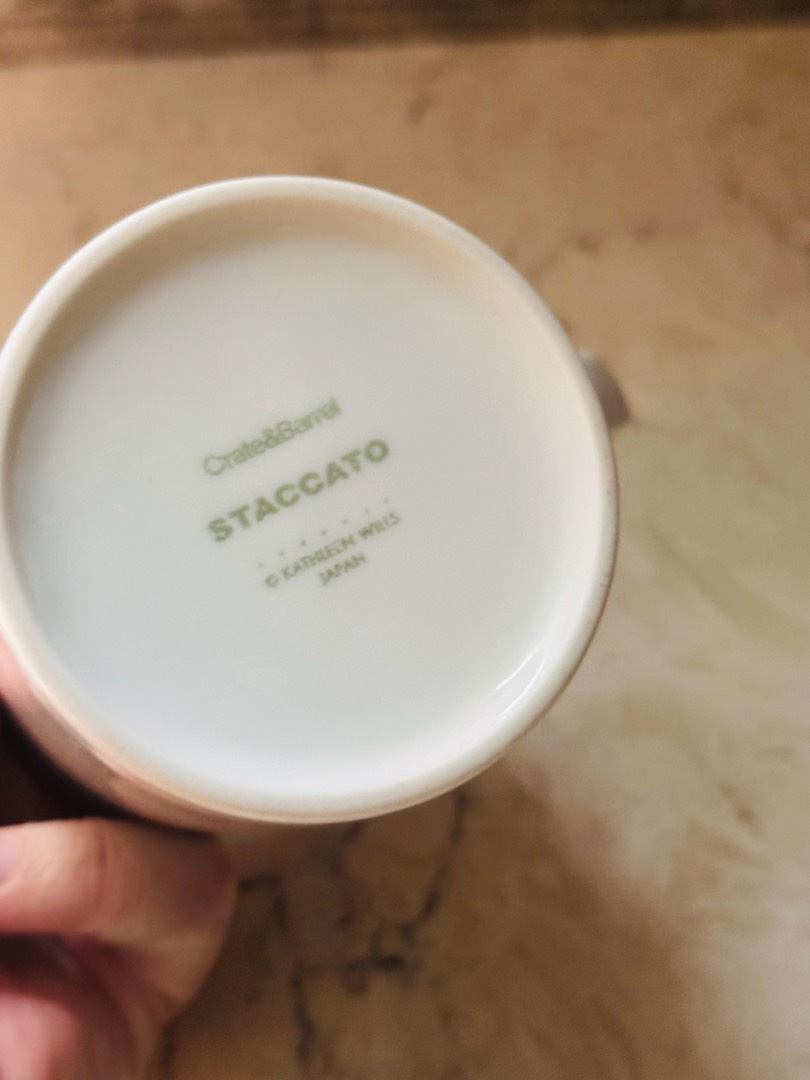 Crate&Barrel
STACCATO
© KATHLEEN WILLS
JAPAN